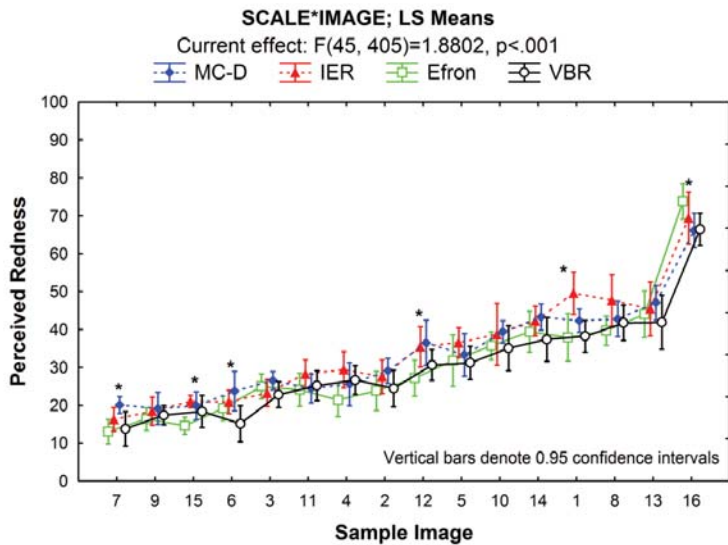 SCALE*IMAGE; LS Means
Current effect: F(45, 405)=1.8802, p<.001
MC-D IER Efron VBR
100
90
80
70
60
50
40
30
20
10
0
Perceived Redness
* * * * * *
Vertical bars denote 0.95 confidence intervals
7 9 15 6 3 11 4 2 12 5 10 14 1 8 13 16
Sample Image